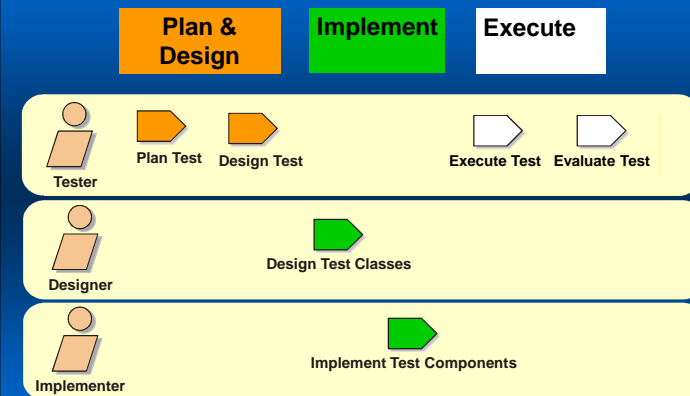 Plan &
Design
Implement
Execute
Plan Test
Design Test
Execute Test
Evaluate Test
Tester
Design Test Classes
Designer
Implement Test Components
Implementer